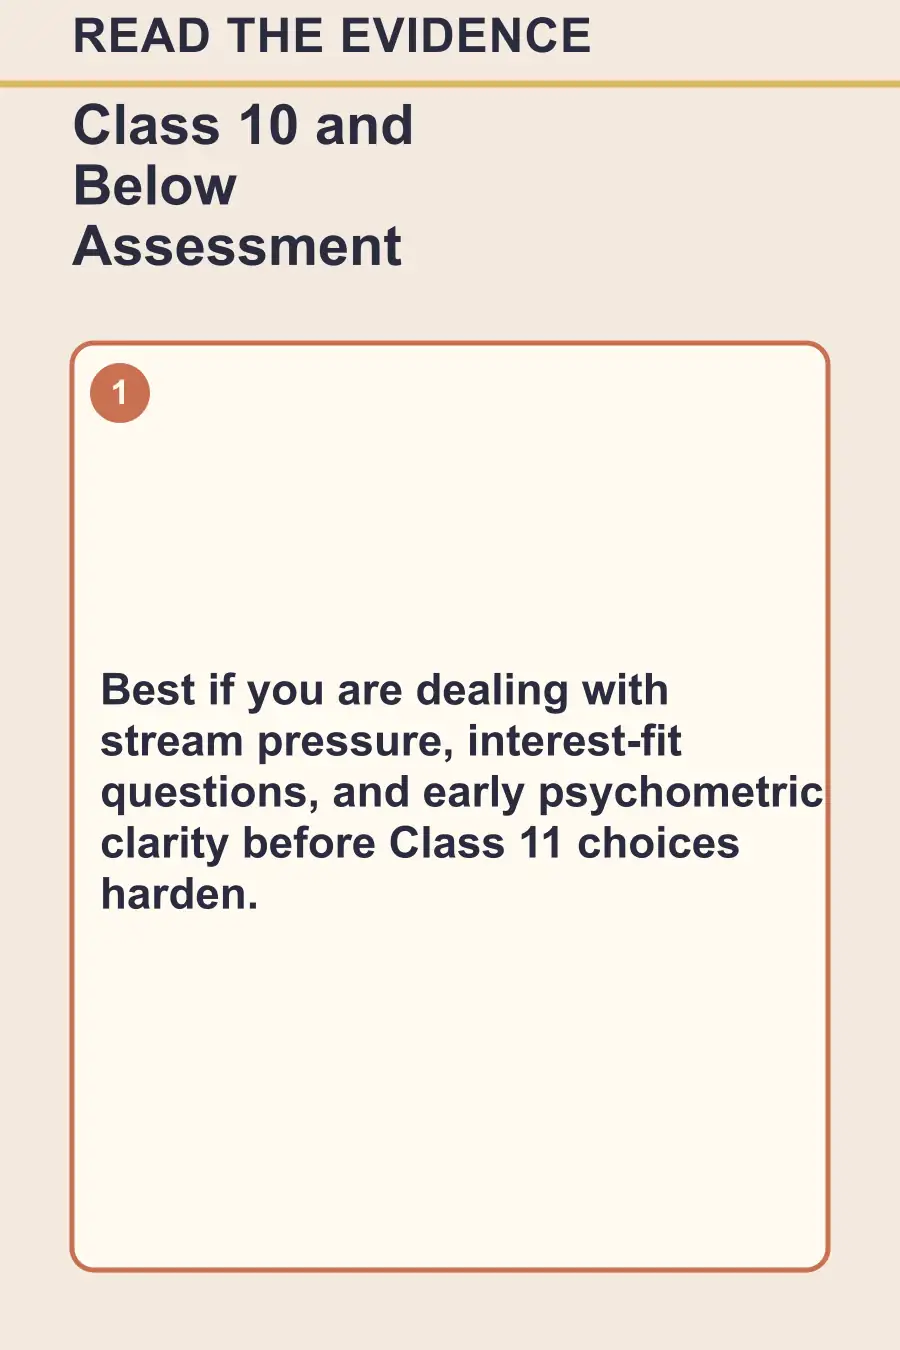 READ THE EVIDENCE
Class 10 and
Below
Assessment
1
Best if you are dealing with
stream pressure, interest-fit
questions, and early psychometric
clarity before Class 11 choices
harden.